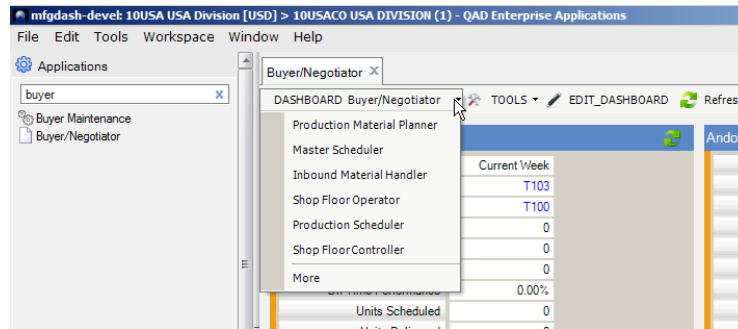 mfgdash-devel: 10USA USA Division [USD] > 10USACO USA DIVISION (1) - QAD Enterprise Applications
File Edit Tools Workspace Window Help
Applications
buyer x
Buyer Maintenance
Buyer/Negotiator
Buyer/Negotiator X
DASHBOARD Buyer/Negotiator TOOLS EDIT_DASHBOARD Refres
Ando
Production Material Planner
Master Scheduler
Inbound Material Handler
Shop Floor Operator
Production Scheduler
Shop Floor Controller
More
Current Week
T103
T100
0
0
0
0.00%
Units Scheduled 0